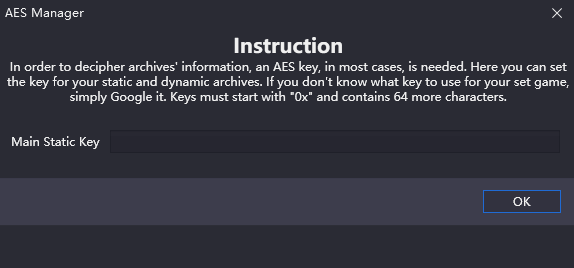 AES Manager
Instruction
In order to decipher archives' information, an AES key, in most cases, is needed. Here you can set
the key for your static and dynamic archives. If you don't know what key to use for your set game,
simply Google it. Keys must start with "0x" and contains 64 more characters.
Main Static Key
OK